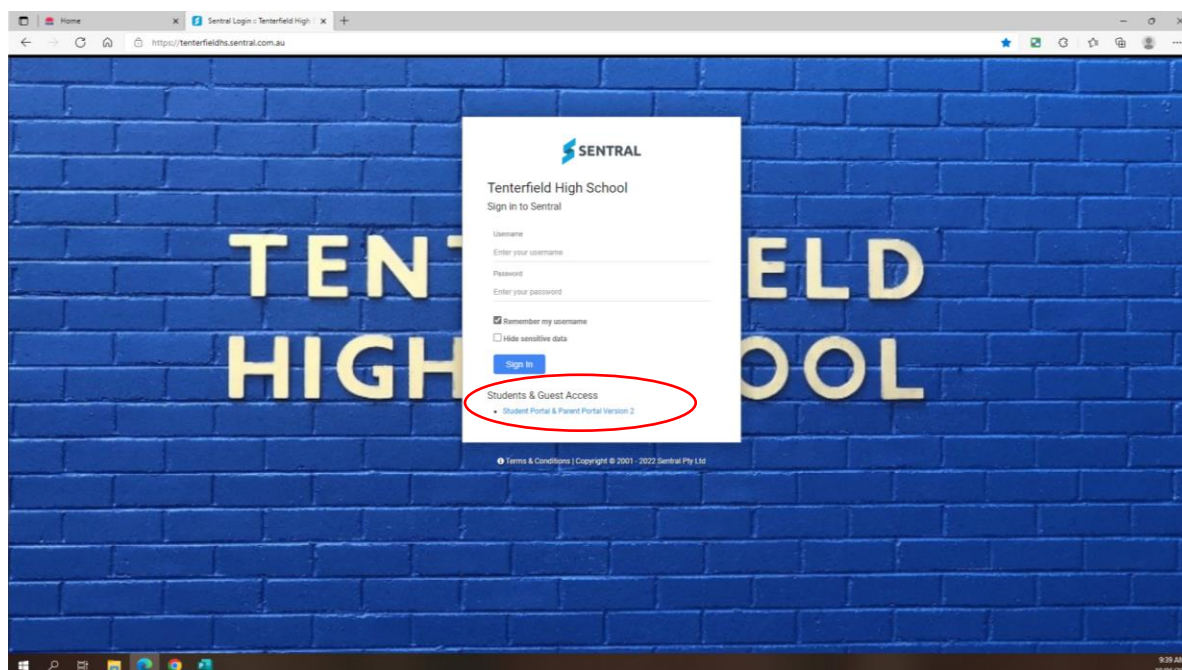 Home
Sentral Login :: Tenterfield High
https://tenterfieldhs.sentral.com.au
SENTRAL
Tenterfield High School
Sign in to Sentral
Username
Enter your username
Password
Enter your password
Remember my username
Hide sensitive data
Sign In
Students & Guest Access
Student Portal & Parent Portal Version 2
Terms & Conditions | Copyright © 2001 - 2022 Sentral Pty Ltd
TEN ELD
HIGH OOL
9:39 AM